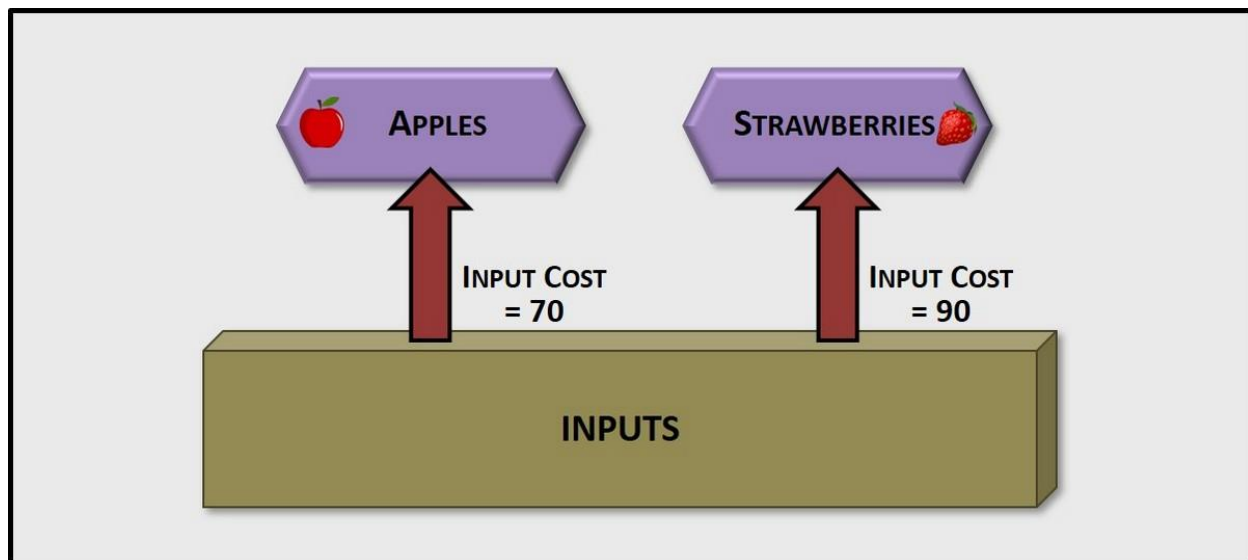 APPLES
STRAWBERRIES
INPUT COST
= 70
INPUT COST
= 90
INPUTS